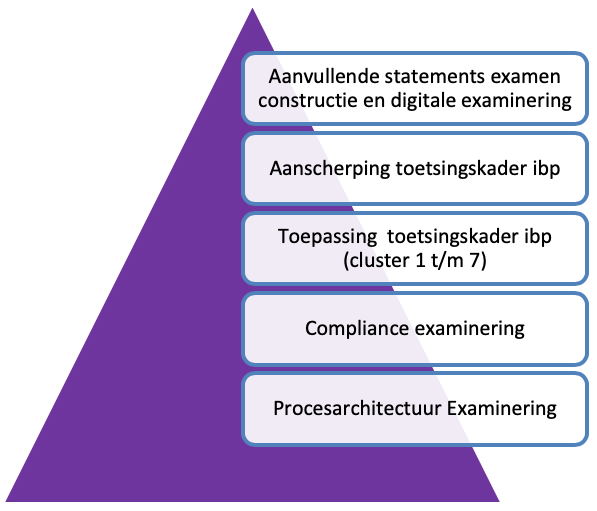 Aanvullende statements examen
constructie en digitale examinering
Aanscherping toetsingskader ibp
Toepassing toetsingskader ibp
(cluster 1 t/m 7)
Compliance examinering
Procesarchitectuur Examinering